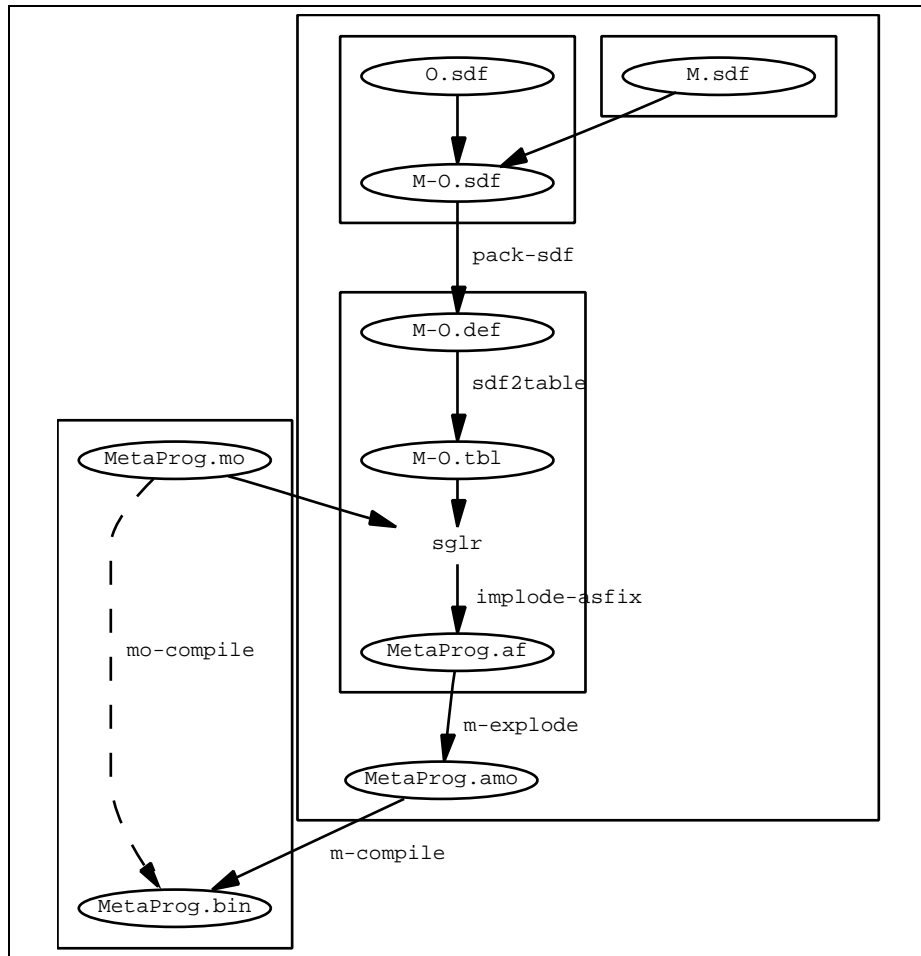 O.sdf
M.sdf
M-O.sdf
pack-sdf
M-O.def
sdf2table
MetaProg.mo
M-O.tbl
sglr
implode-asfix
mo-compile
MetaProg.af
m-explode
MetaProg.amo
m-compile
MetaProg.bin